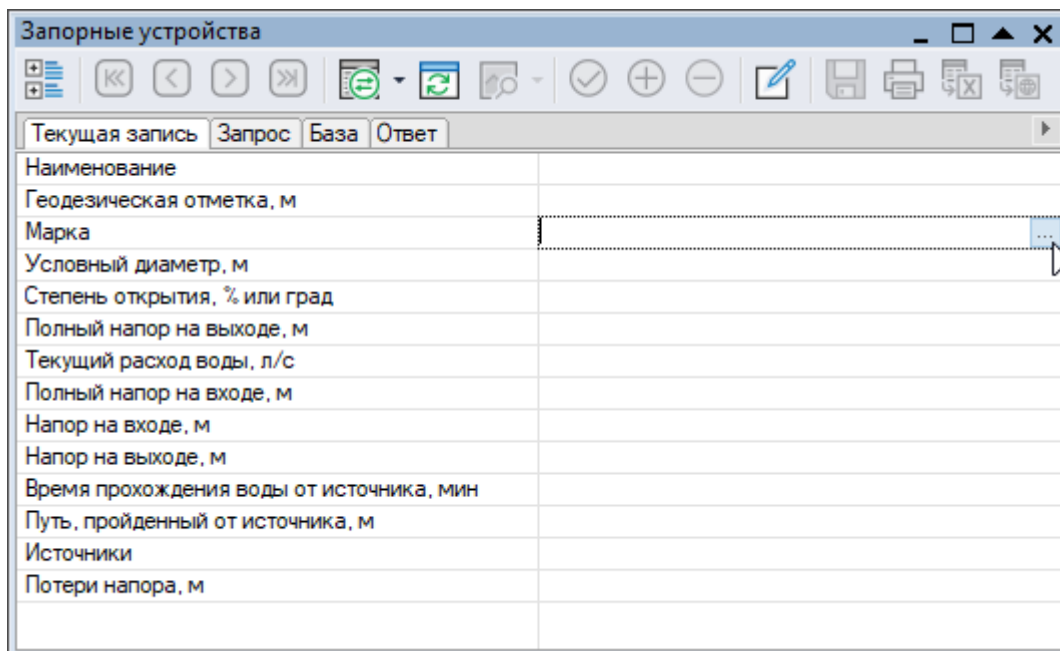 Запорные устройства
Текущая запись Запрос База Ответ
Наименование
Геодезическая отметка, м
Марка
...
Условный диаметр, м
Степень открытия, % или град
Полный напор на выходе, м
Текущий расход воды, л/с
Полный напор на входе, м
Напор на входе, м
Напор на выходе, м
Время прохождения воды от источника, мин
Путь, пройденный от источника, м
Источники
Потери напора, м